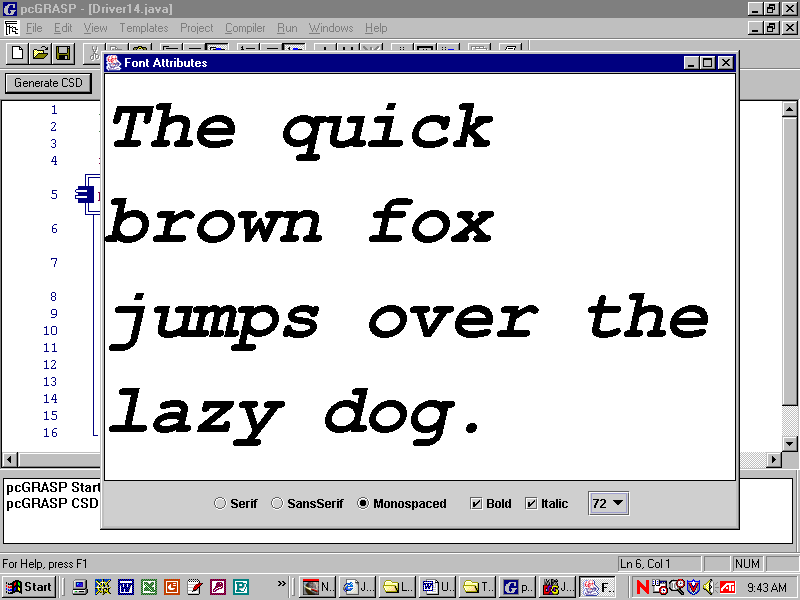 pcGRASP - [Driver14.java]
File Edit View Templates Project Compiler Run Windows Help
Generate CSD
Font Attributes
1
2
3
4
5
6
7
8
9
10
11
12
13
14
15
16
The quick
brown fox
jumps over the
lazy dog.
Serif SansSerif Monospaced Bold Italic 72
pcGRASP Start
pcGRASP CSD
For Help, press F1 Ln 6, Col 1 NUM
Start N.. J... L.. U.. T.. p.. J... F.. 9:43 AM